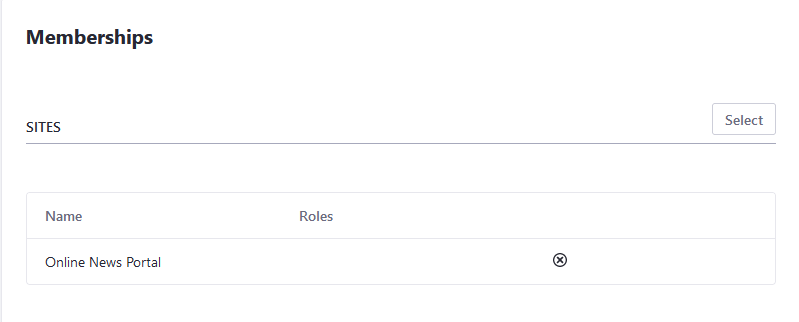 Memberships
SITES
Select
Name Roles
Online News Portal